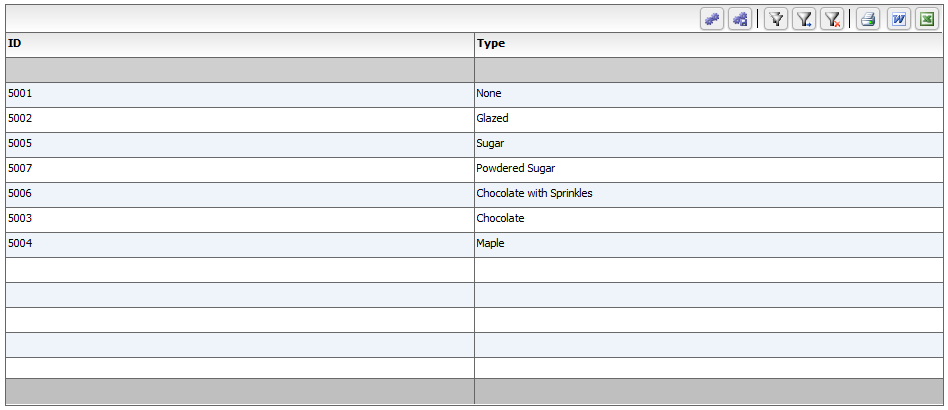 ID Type
5001 None
5002 Glazed
5005 Sugar
5007 Powdered Sugar
5006 Chocolate with Sprinkles
5003 Chocolate
5004 Maple